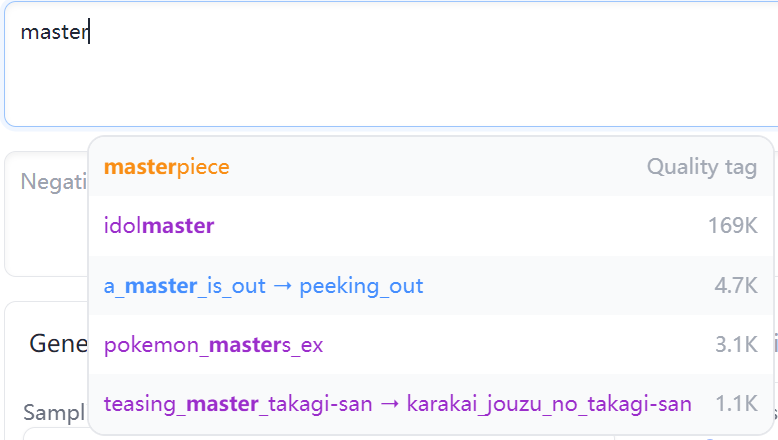 master
masterpiece Quality tag
Negati
idolmaster 169K
a_master_is_out → peeking_out 4.7K
Gene pokemon_masters_ex 3.1K
teasing_master_takagi-san → karakai_jouzu_no_takagi-san 1.1K
Sampl